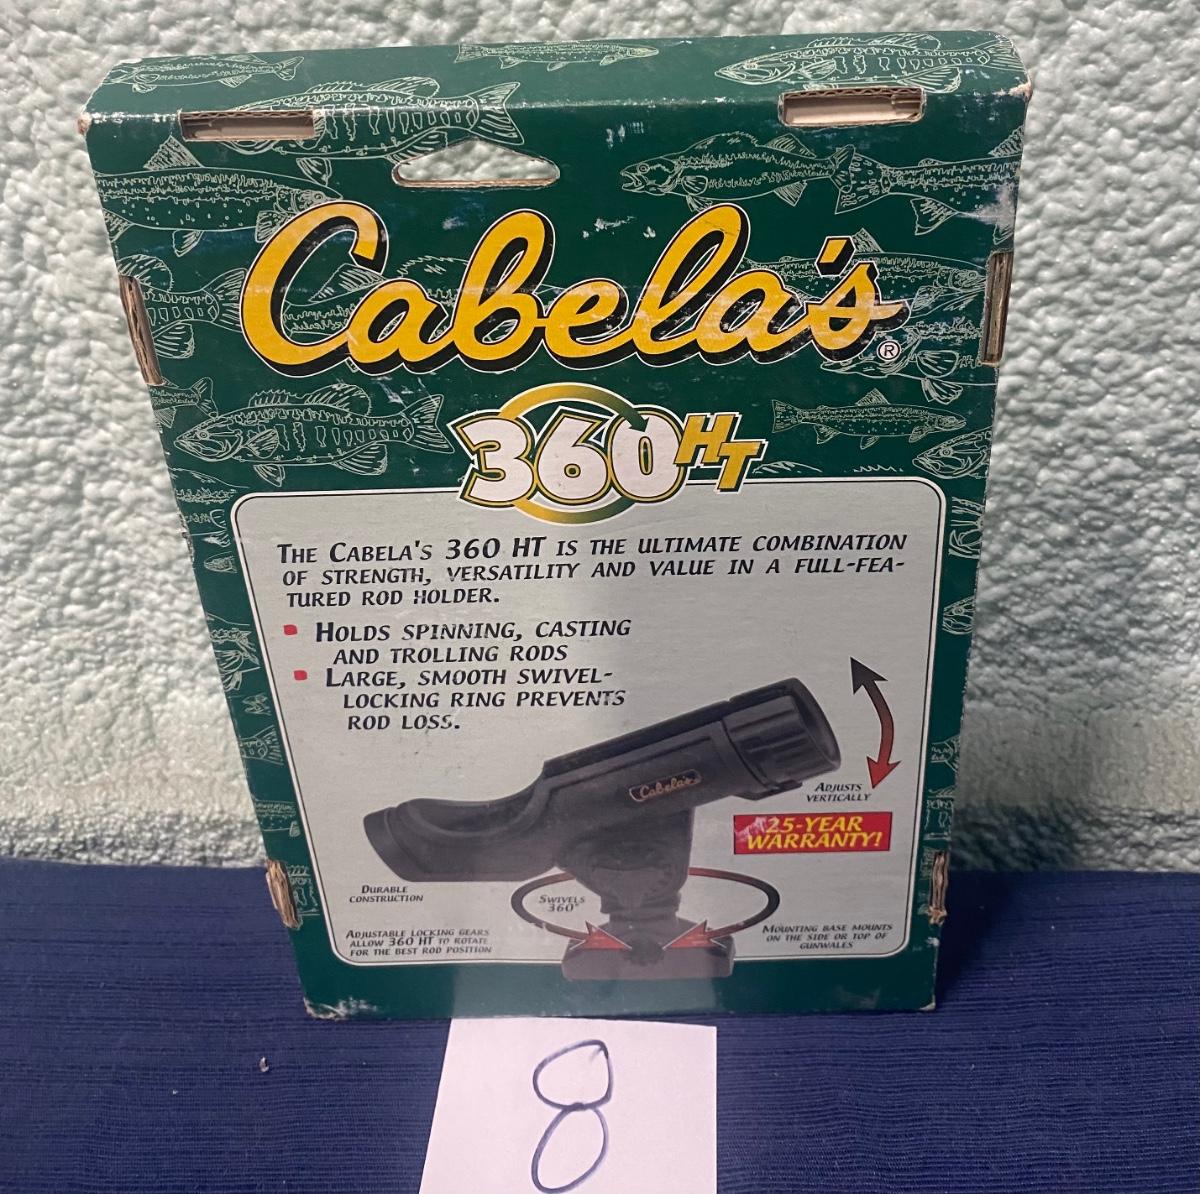 Cabela's®
360 HT
THE CABELA'S 360 HT IS THE ULTIMATE COMBINATION
OF STRENGTH, VERSATILITY AND VALUE IN A FULL-FEA-
TURED ROD HOLDER.
HOLDS SPINNING, CASTING
AND TROLLING RODS
LARGE, SMOOTH SWIVEL-
LOCKING RING PREVENTS
ROD LOSS.
Cabela's
ADJUSTS
VERTICALLY
25-YEAR
WARRANTY!
DURABLE
CONSTRUCTION
SWIVELS
360°
ADJUSTABLE LOCKING GEARS
ALLOW 360 HT TO ROTATE
FOR THE BEST ROD POSITION
MOUNTING BASE MOUNTS
ON THE SIDE OR TOP OF
GUNWALES
8